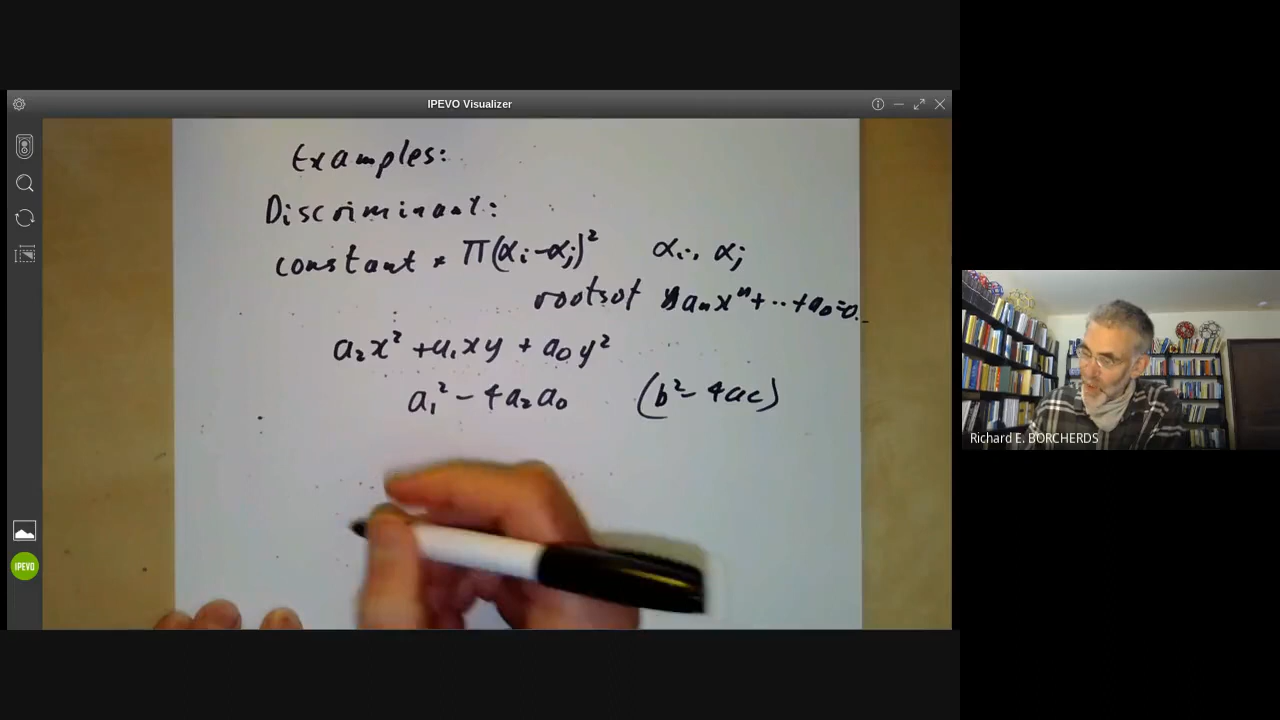 IPEVO Visualizer
Examples:
Discriminant:
constant * π(αᵢ-αⱼ)² αᵢ, αⱼ
roots of aₙxⁿ+··+a₀=0.
a₂x²+a₁xy+a₀y²
a₁²-4a₂a₀ (b²-4ac)
Richard E. BORCHERDS
IPEVO